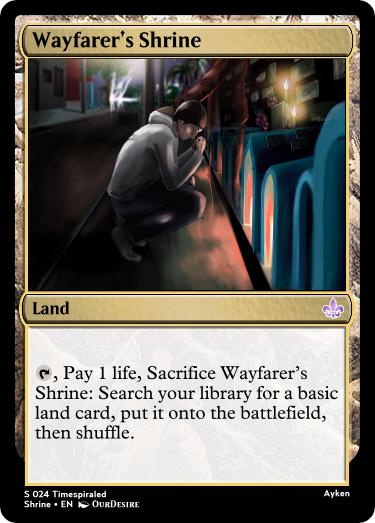 Wayfarer's Shrine
Land
, Pay 1 life, Sacrifice Wayfarer's
Shrine: Search your library for a basic
land card, put it onto the battlefield,
then shuffle.
S 024 Timespiraled
Ayken
Shrine • EN OurDesire